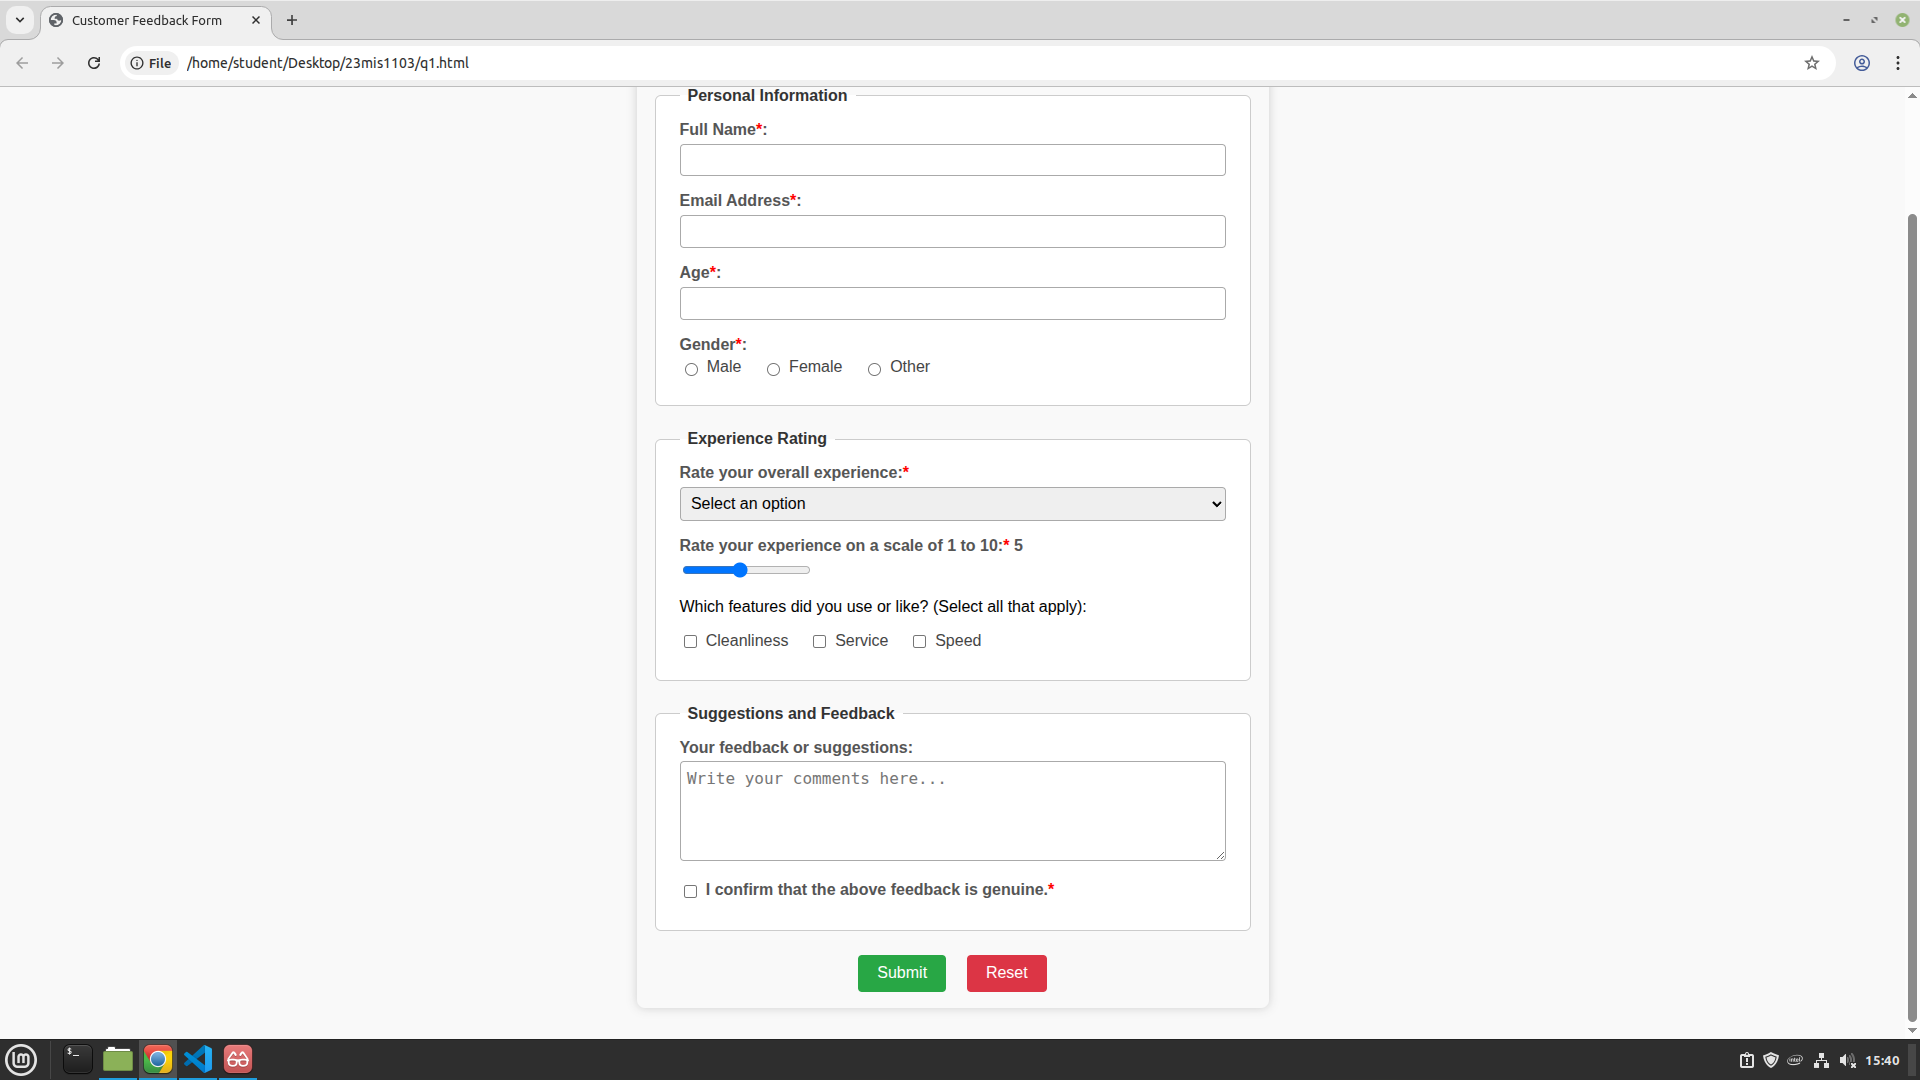 Customer Feedback Form
File /home/student/Desktop/23mis1103/q1.html
Personal Information
Full Name*:
Email Address*:
Age*:
Gender*:
Male Female Other
Experience Rating
Rate your overall experience:*
Select an option
Rate your experience on a scale of 1 to 10:* 5
Which features did you use or like? (Select all that apply):
Cleanliness Service Speed
Suggestions and Feedback
Your feedback or suggestions:
Write your comments here...
I confirm that the above feedback is genuine.*
Submit Reset
15:40